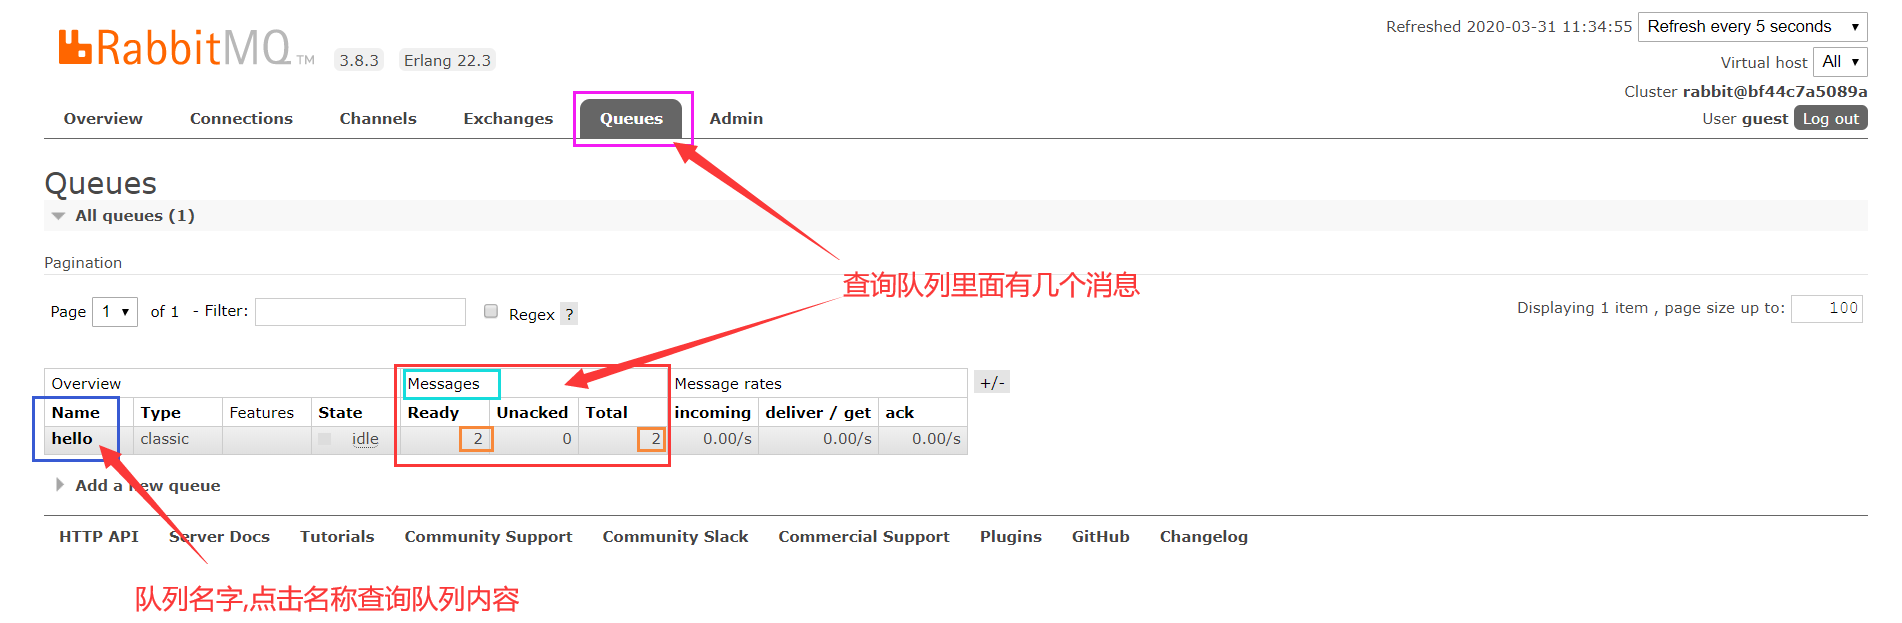 Refreshed 2020-03-31 11:34:55 Refresh every 5 seconds
RabbitMQ TM 3.8.3 Erlang 22.3
Virtual host All
Cluster rabbit@bf44c7a5089a
User guest Log out
Overview Connections Channels Exchanges Queues Admin
Queues
All queues (1)
Pagination
查询队列里面有几个消息
Page 1 of 1 - Filter: Regex ?
Displaying 1 item , page size up to: 100
Overview Messages Message rates +/-
Name Type Features State Ready Unacked Total incoming deliver / get ack
hello classic idle 2 0 2 0.00/s 0.00/s 0.00/s
Add a new queue
HTTP API Server Docs Tutorials Community Support Community Slack Commercial Support Plugins GitHub Changelog
队列名字,点击名称查询队列内容